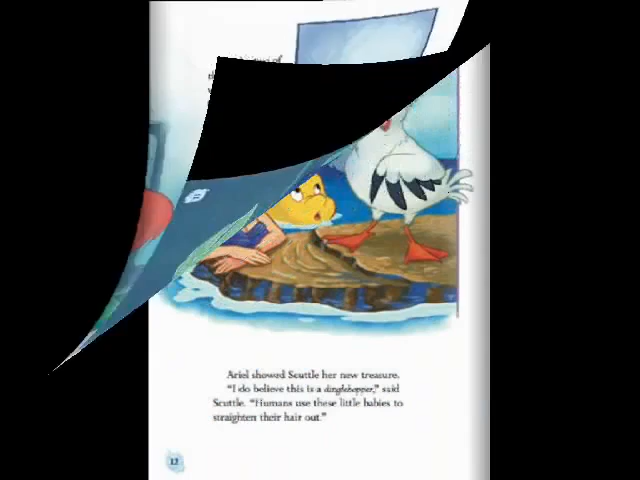 of
Ariel showed Scuttle her new treasure.
"I do believe this is a dinglehopper," said
Scuttle. "Humans use these little babies to
straighten their hair out."
12